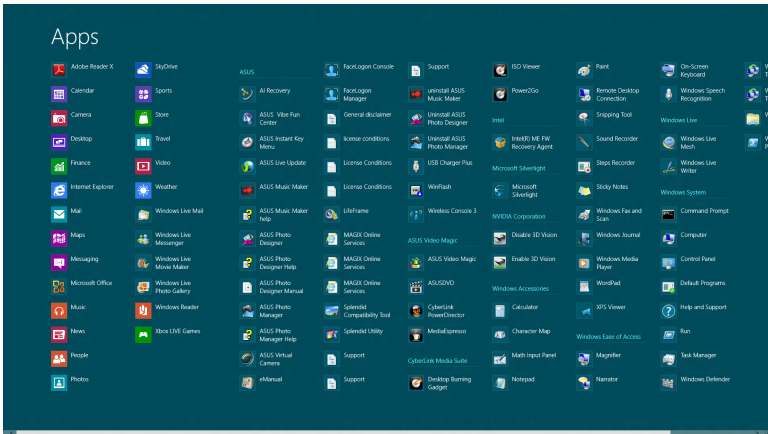 Apps
Adobe Reader X
Calendar
Camera
Desktop
Finance
Internet Explorer
Mail
Maps
Messaging
Microsoft Office
Music
News
People
Photos
SkyDrive
Sports
Store
Travel
Video
Weather
Windows Live Mail
Windows Live
Messenger
Windows Live
Movie Maker
Windows Live
Photo Gallery
Windows Reader
Xbox LIVE Games
ASUS
AI Recovery
ASUS Vibe Fun
Center
ASUS Instant Key
Menu
ASUS Live Update
ASUS Music Maker
ASUS Music Maker
help
ASUS Photo
Designer
ASUS Photo
Designer Help
ASUS Photo
Designer Manual
ASUS Photo
Manager
ASUS Photo
Manager Help
ASUS Virtual
Camera
eManual
FaceLogon Console
FaceLogon
Manager
General disclaimer
license conditions
License Conditions
License Conditions
LifeFrame
MAGIX Online
Services
MAGIX Online
Services
MAGIX Online
Services
Splendid
Compatibility Tool
Splendid Utility
Support
Support
Support
uninstall ASUS
Music Maker
Uninstall ASUS
Photo Designer
Uninstall ASUS
Photo Manager
USB Charger Plus
WinFlash
Wireless Console 3
ASUS Video Magic
ASUS Video Magic
ASUSDVD
CyberLink
PowerDirector
MediaEspresso
CyberLink Media Suite
Desktop Burning
Gadget
ISO Viewer
Power2Go
Intel
Intel(R) ME FW
Recovery Agent
Microsoft Silverlight
Microsoft
Silverlight
NVIDIA Corporation
Disable 3D Vision
Enable 3D Vision
Windows Accessories
Calculator
Character Map
Math Input Panel
Notepad
Paint
Remote Desktop
Connection
Snipping Tool
Sound Recorder
Steps Recorder
Sticky Notes
Windows Fax and
Scan
Windows Journal
Windows Media
Player
WordPad
XPS Viewer
Windows Ease of Access
Magnifier
Narrator
On-Screen
Keyboard
Windows Speech
Recognition
Windows Live
Windows Live
Mesh
Windows Live
Writer
Windows System
Command Prompt
Computer
Control Panel
Default Programs
Help and Support
Run
Task Manager
Windows Defender